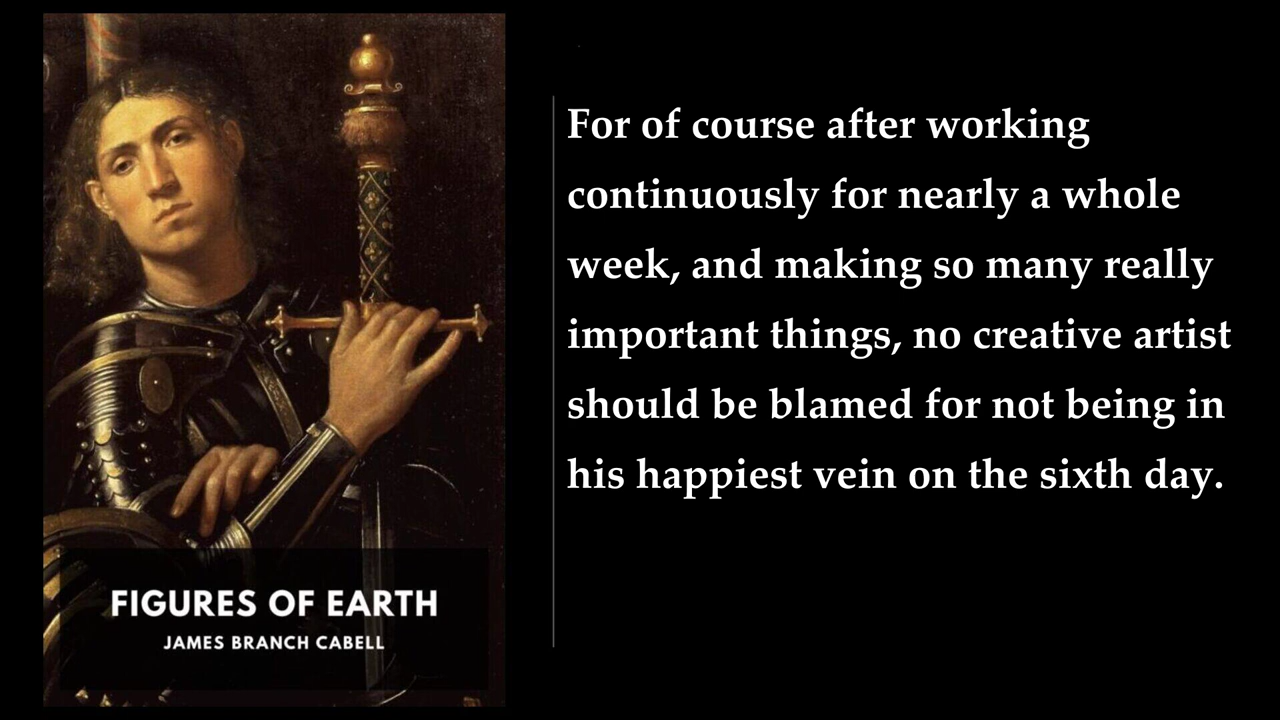 FIGURES OF EARTH
JAMES BRANCH CABELL
For of course after working
continuously for nearly a whole
week, and making so many really
important things, no creative artist
should be blamed for not being in
his happiest vein on the sixth day.